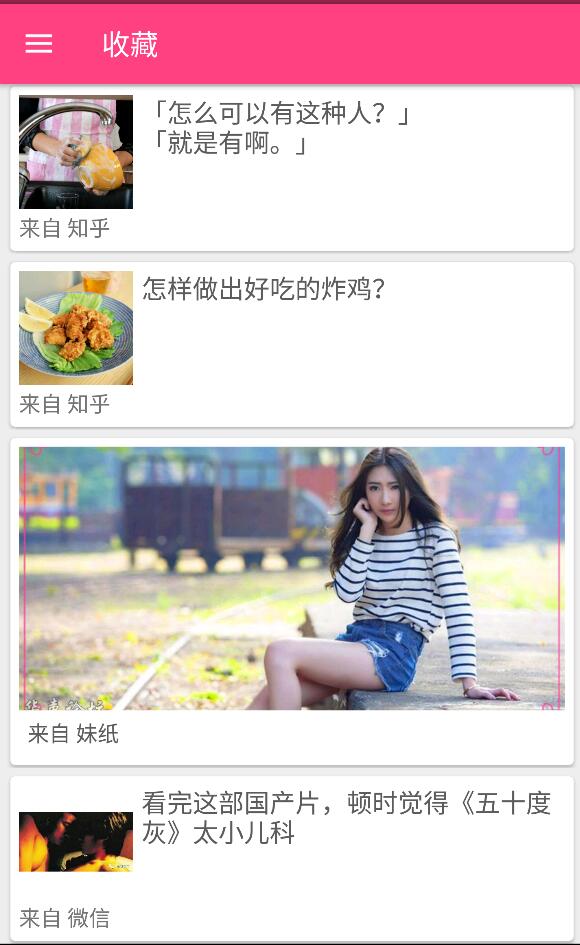 收藏
「怎么可以有这种人？」
「就是有啊。」
来自 知乎
怎样做出好吃的炸鸡？
来自 知乎
来自 妹纸
看完这部国产片，顿时觉得《五十度
灰》太小儿科
来自 微信